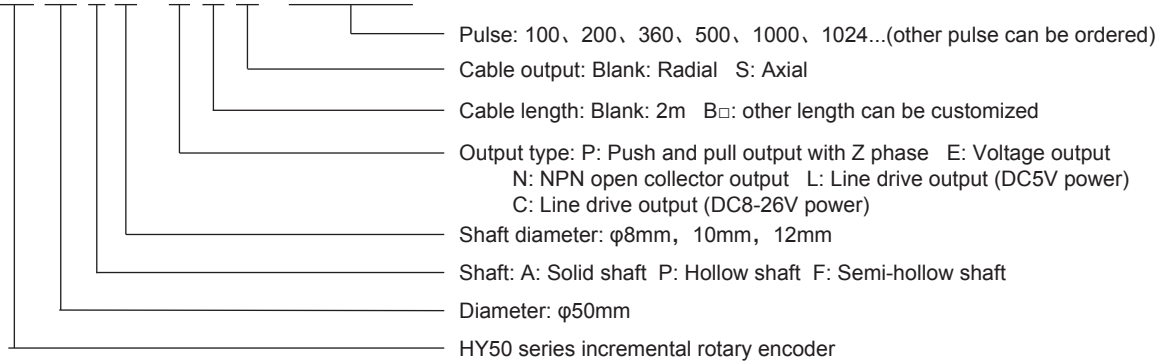 Pulse: 100、200、360、500、1000、1024...(other pulse can be ordered)
Cable output: Blank: Radial S: Axial
Cable length: Blank: 2m B□: other length can be customized
Output type: P: Push and pull output with Z phase E: Voltage output
N: NPN open collector output L: Line drive output (DC5V power)
C: Line drive output (DC8-26V power)
Shaft diameter: φ8mm，10mm，12mm
Shaft: A: Solid shaft P: Hollow shaft F: Semi-hollow shaft
Diameter: φ50mm
HY50 series incremental rotary encoder